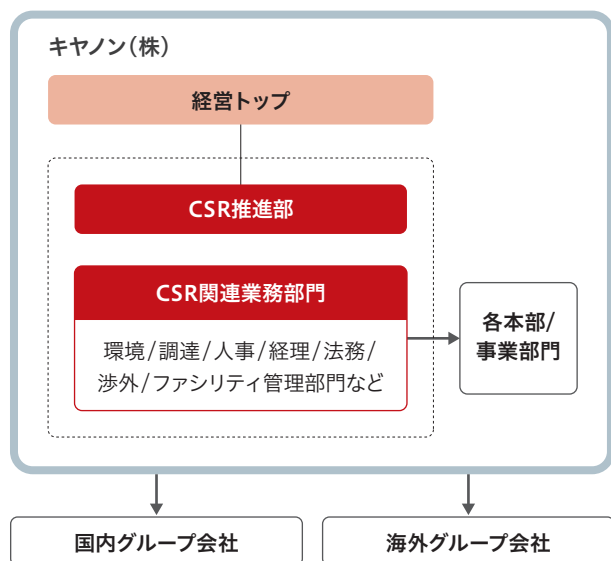 キヤノン（株）
経営トップ
CSR推進部
CSR関連業務部門
環境/調達/人事/経理/法務/
渉外/ファシリティ管理部門など
各本部/
事業部門
国内グループ会社
海外グループ会社